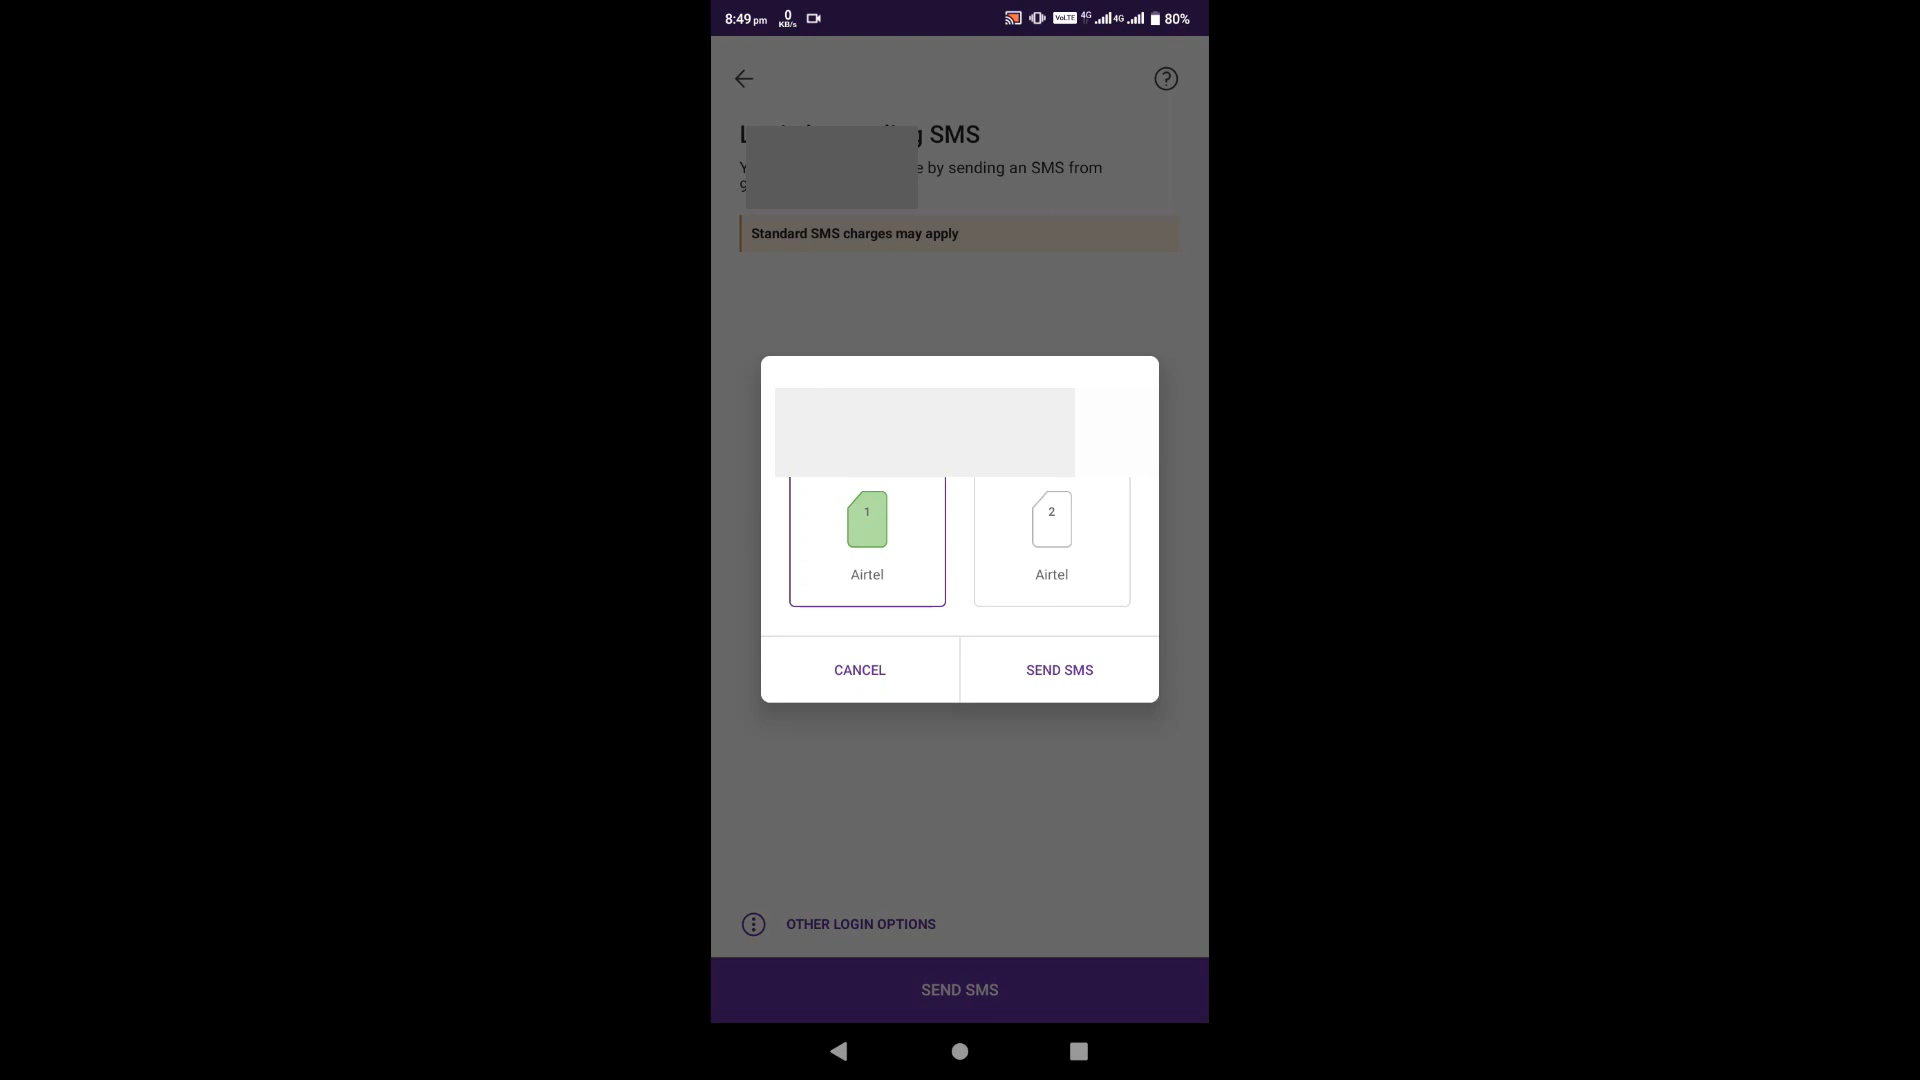 8:49 pm 0 KB/s VoLTE 4G 4G 80%
SMS
by sending an SMS from
Standard SMS charges may apply
1 2
Airtel Airtel
CANCEL SEND SMS
OTHER LOGIN OPTIONS
SEND SMS